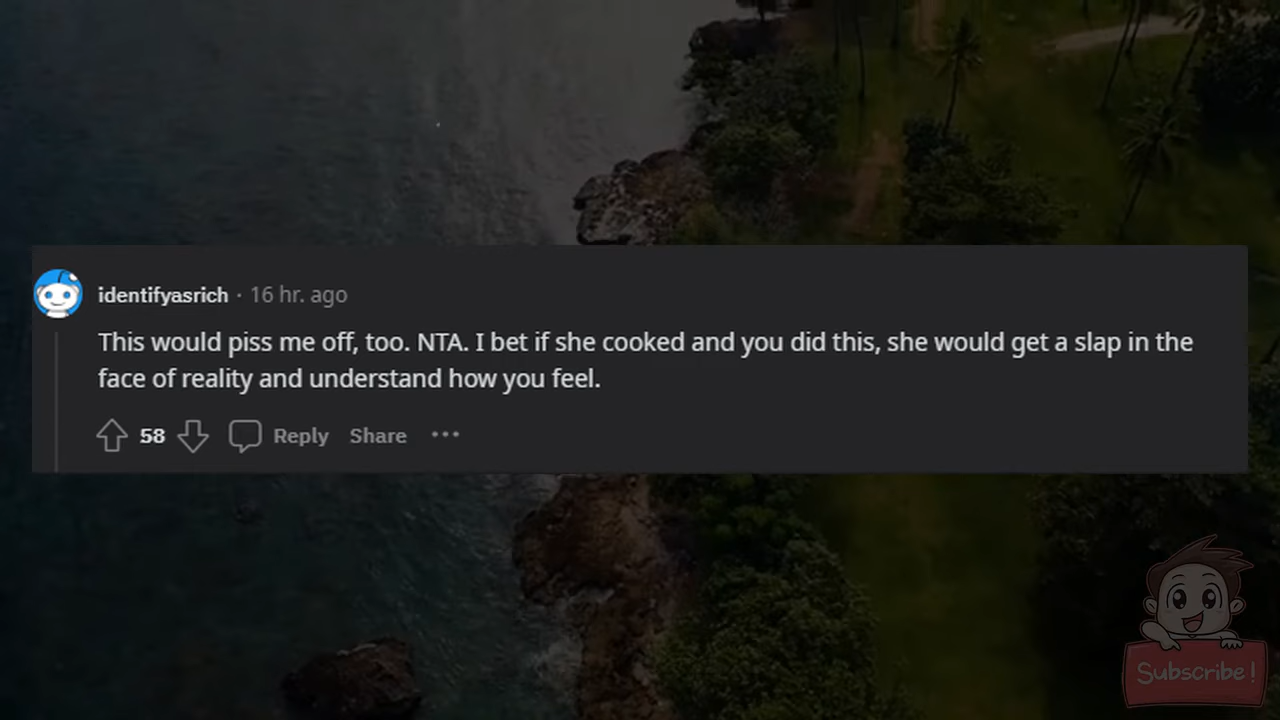 identifyasrich · 16 hr. ago
This would piss me off, too. NTA. I bet if she cooked and you did this, she would get a slap in the
face of reality and understand how you feel.
58 Reply Share ···
Subscribe!